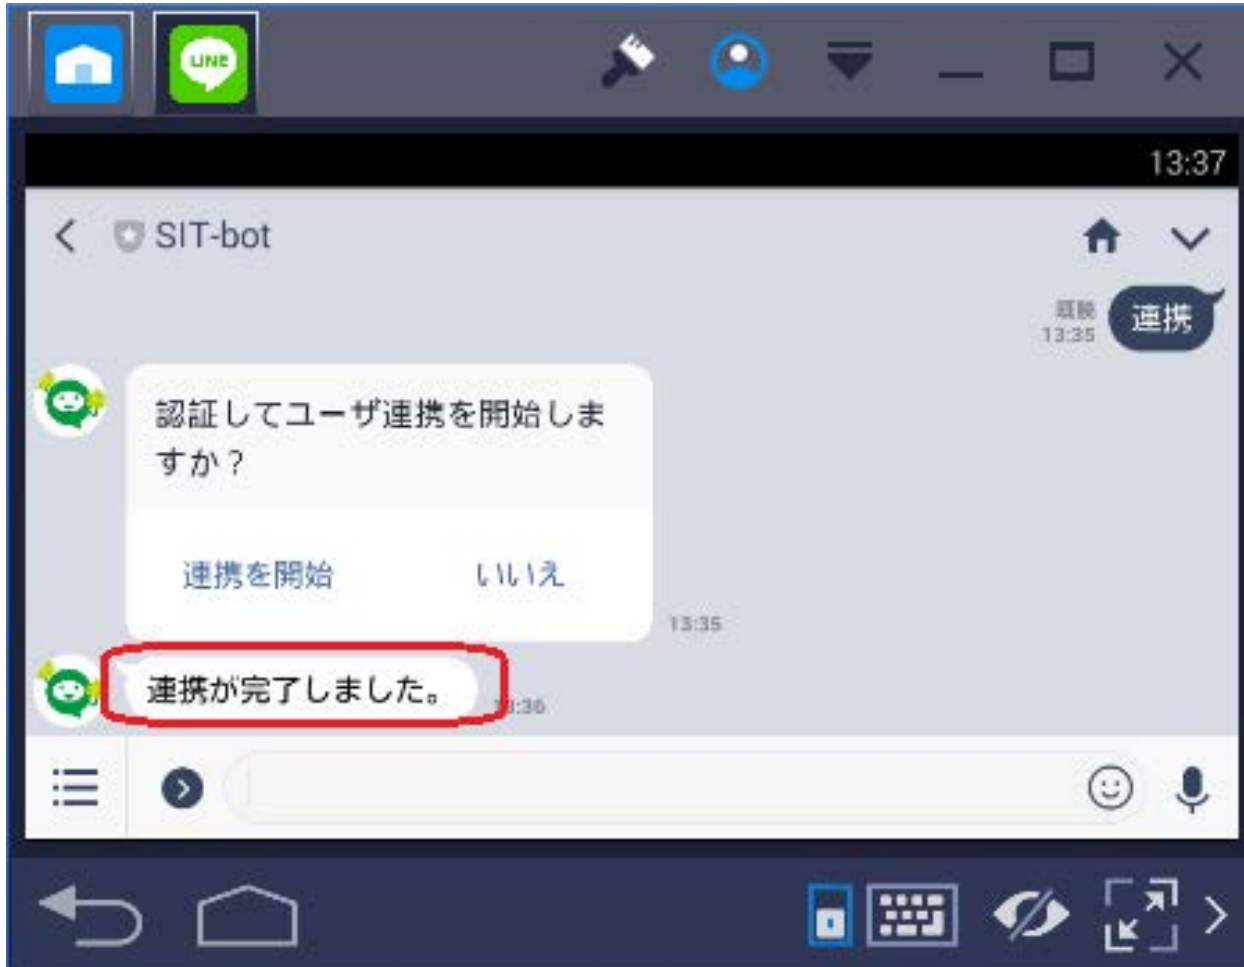 LINE
13:37
SIT-bot
既読
13:35
連携
認証してユーザ連携を開始しま
すか？
連携を開始
いいえ
13:35
連携が完了しました。
13:36